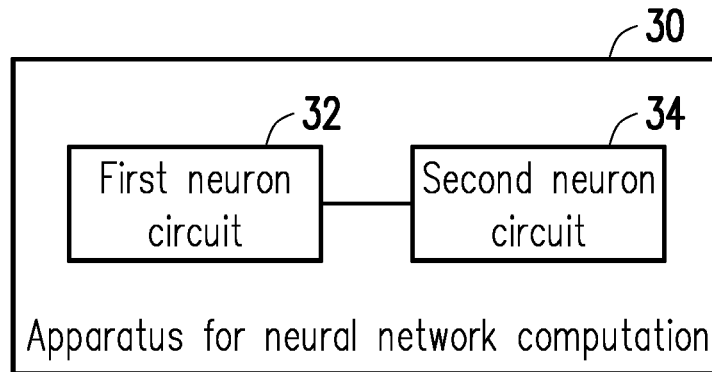 30
32
34
First neuron
circuit
Second neuron
circuit
Apparatus for neural network computation